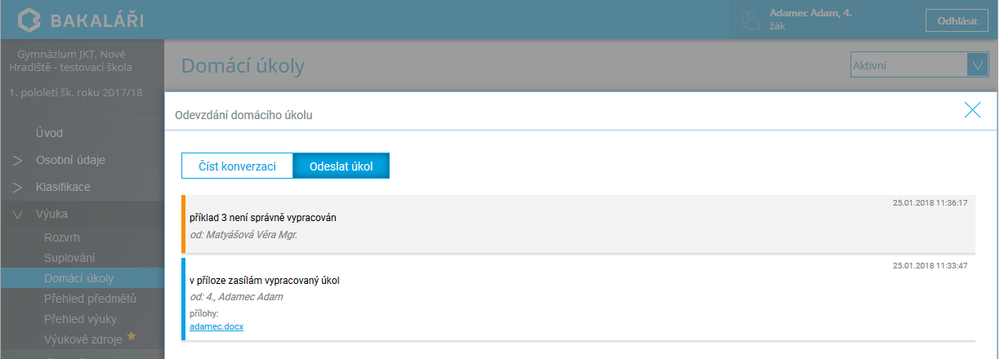 BAKALÁŘI
Adamec Adam, 4.
žák
Odhlásit
Gymnázium JKT, Nové
Hradiště - testovací škola
1. pololetí šk. roku 2017/18
Úvod
Osobní údaje
Klasifikace
Výuka
Rozvrh
Suplování
Domácí úkoly
Přehled předmětů
Přehled výuky
Výukové zdroje
Domácí úkoly
Aktivní
Odevzdání domácího úkolu
Číst konverzaci
Odeslat úkol
25.01.2018 11:36:17
příklad 3 není správně vypracován
od: Matyášová Věra Mgr.
25.01.2018 11:33:47
v příloze zasílám vypracovaný úkol
od: 4., Adamec Adam
přílohy:
adamec.docx